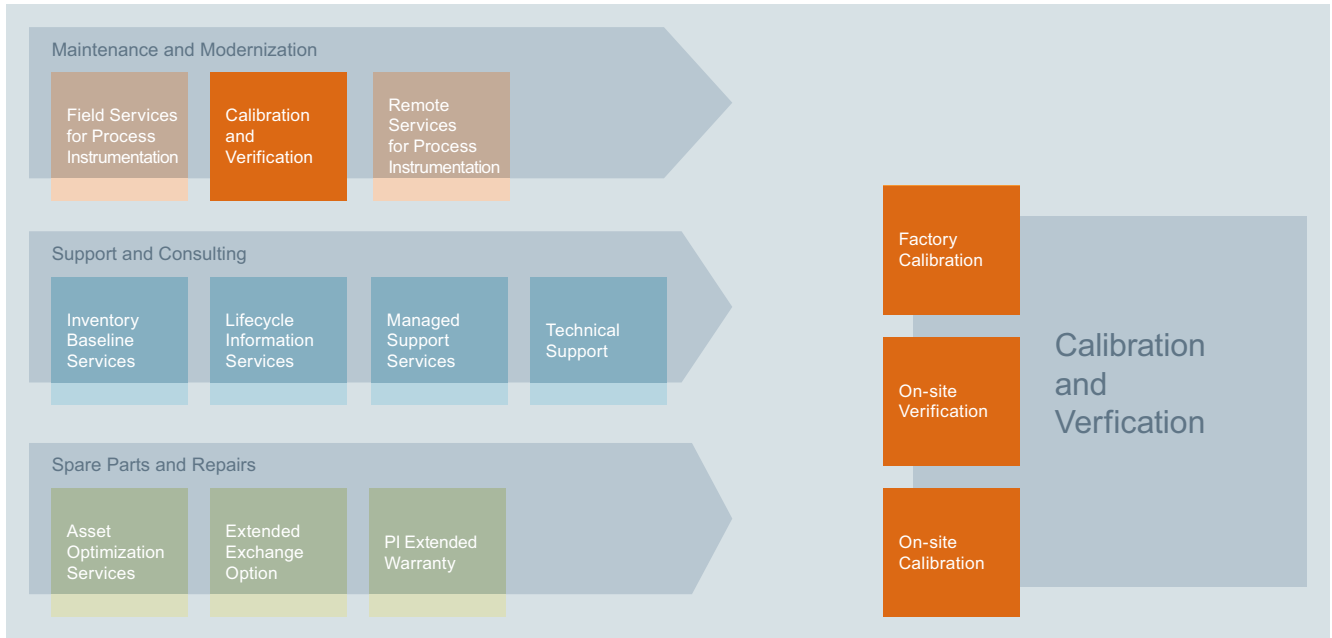 Maintenance and Modernization
Field Services
for Process
Instrumentation
Calibration
and
Verification
Remote
Services
for Process
Instrumentation
Support and Consulting
Inventory
Baseline
Services
Lifecycle
Information
Services
Managed
Support
Services
Technical
Support
Spare Parts and Repairs
Asset
Optimization
Services
Extended
Exchange
Option
PI Extended
Warranty
Factory
Calibration
On-site
Verification
On-site
Calibration
Calibration
and
Verfication